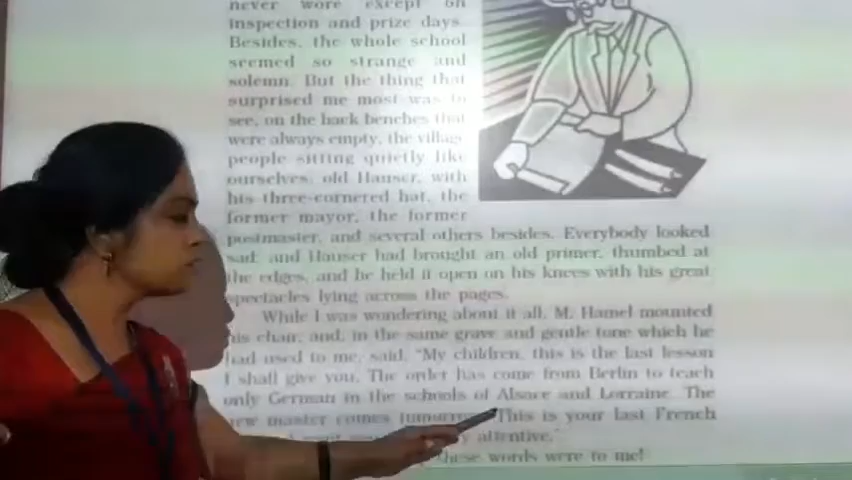 never wore except on
inspection and prize days.
Besides, the whole school
seemed so strange and
solemn. But the thing that
surprised me most was to
see, on the back benches that
were always empty, the village
people sitting quietly like
ourselves; old Hauser, with
his three-cornered hat, the
former mayor, the former
postmaster, and several others besides. Everybody looked
sad; and Hauser had brought an old primer, thumbed at
the edges, and he held it open on his knees with his great
spectacles lying across the pages.
While I was wondering about it all, M. Hamel mounted
his chair, and, in the same grave and gentle tone which he
had used to me, said, "My children, this is the last lesson
I shall give you. The order has come from Berlin to teach
only German in the schools of Alsace and Lorraine. The
new master comes tomorrow. This is your last French
attentive."
these words were to me!